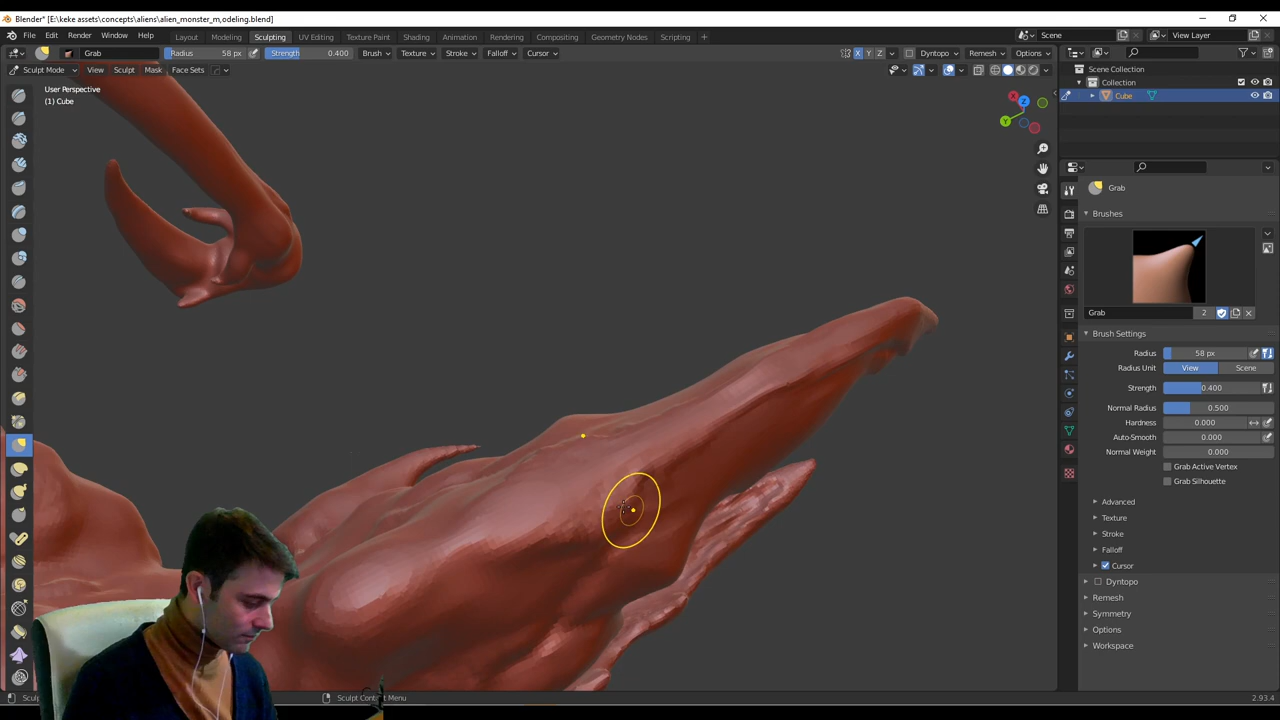 Blender* [E:\keke assets\concepts\aliens\alien_monster_m,odeling.blend]
File Edit Render Window Help Layout Modeling Sculpting UV Editing Texture Paint Shading Animation Rendering Compositing Geometry Nodes Scripting + Scene View Layer
Grab Radius 58 px Strength 0.400 Brush Texture Stroke Falloff Cursor X Y Z Dyntopo Remesh Options
Sculpt Mode View Sculpt Mask Face Sets
User Perspective
(1) Cube
X
Z
Y
Scene Collection
Collection
Cube
Grab
Brushes
Grab 2
Brush Settings
Radius 58 px
Radius Unit View Scene
Strength 0.400
Normal Radius 0.500
Hardness 0.000
Auto-Smooth 0.000
Normal Weight 0.000
Grab Active Vertex
Grab Silhouette
Advanced
Texture
Stroke
Falloff
Cursor
Dyntopo
Remesh
Symmetry
Options
Workspace
Sculpt Context Menu
2.93.4